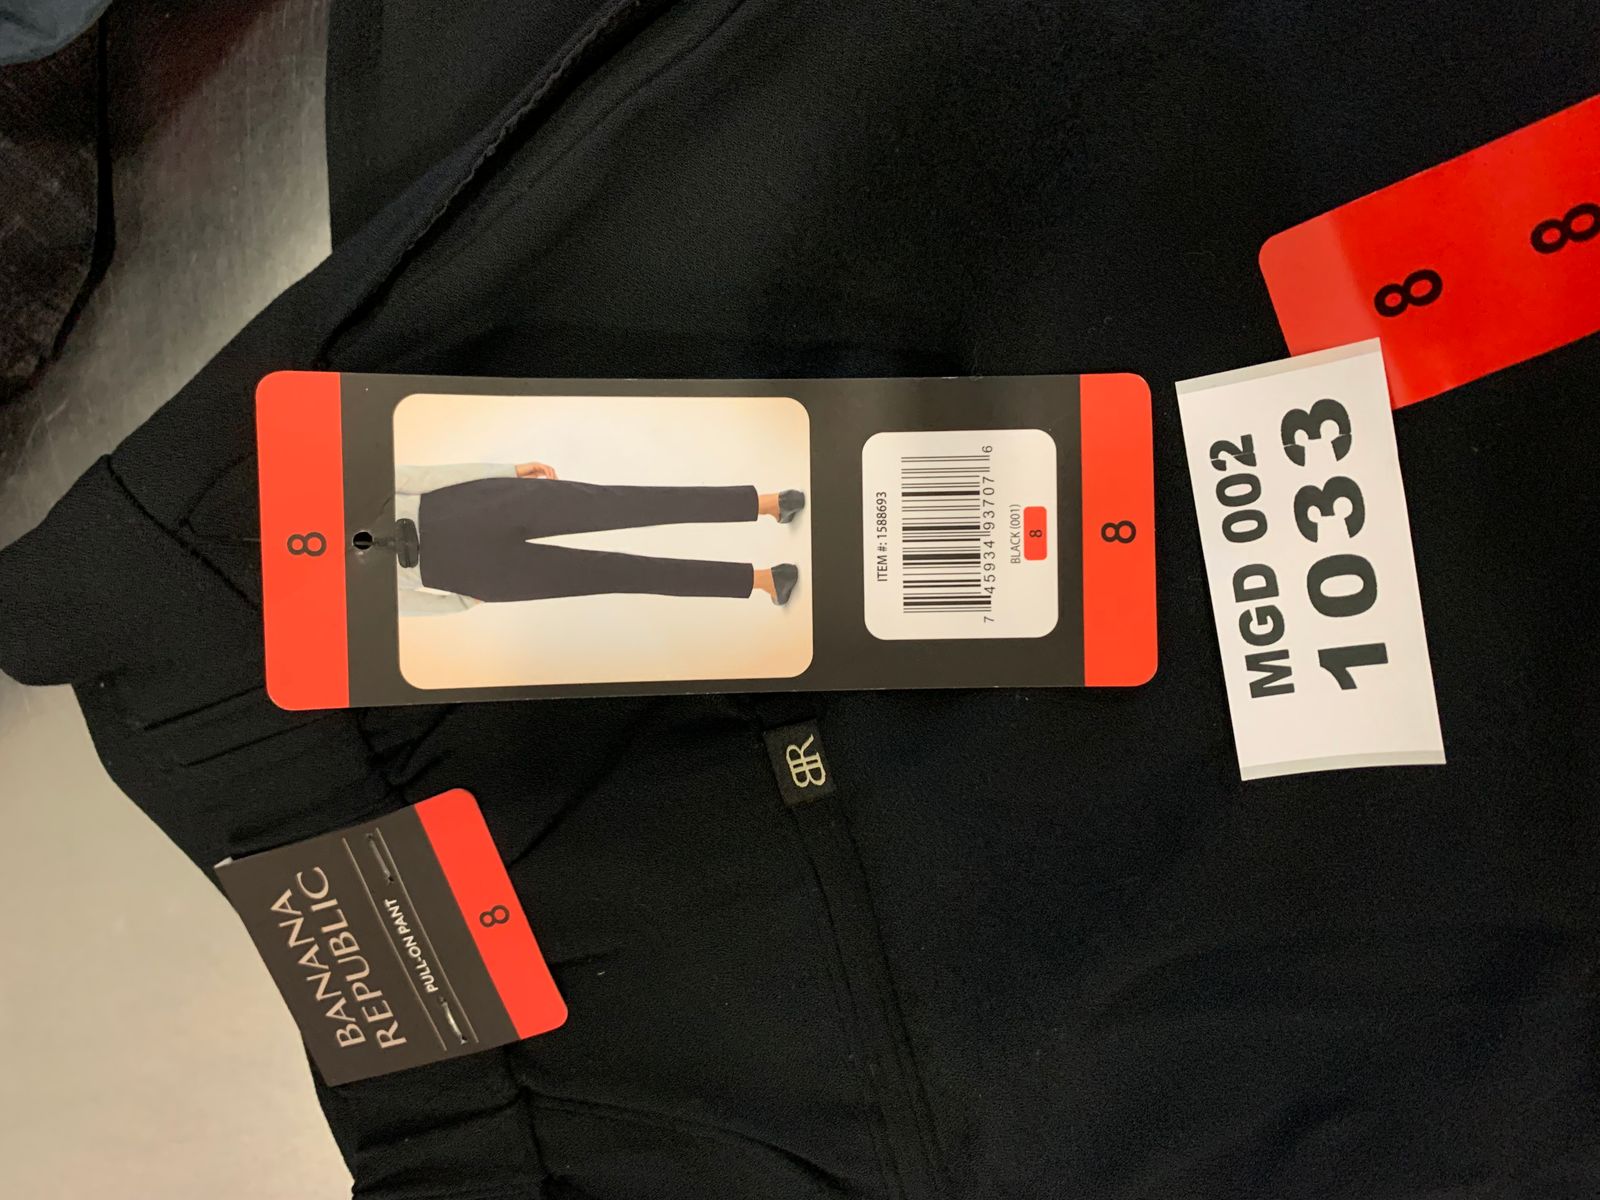 8
ITEM #: 1588693
7 45934 93707 6
BLACK (001)
8
8
BR
BANANA
REPUBLIC
PULL-ON PANT
8
MGD 002
1033
8
8